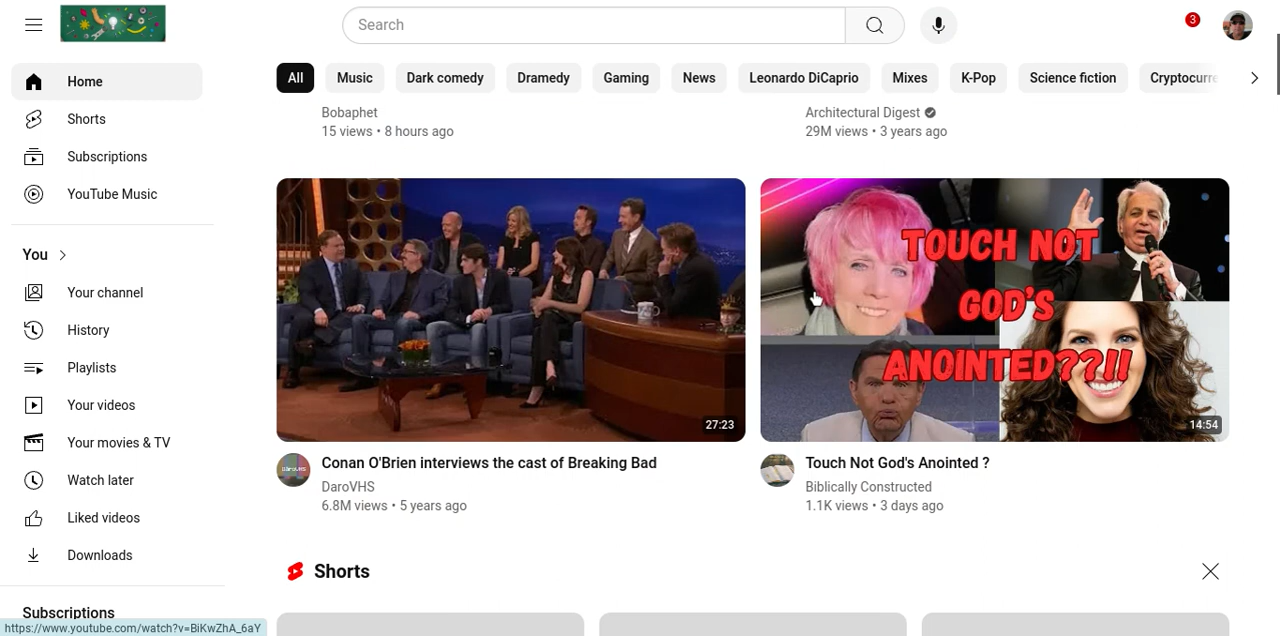 Search
3
Home
Shorts
Subscriptions
YouTube Music
You
Your channel
History
Playlists
Your videos
Your movies & TV
Watch later
Liked videos
Downloads
Subscriptions
https://www.youtube.com/watch?v=BiKwZhA_6aY
All
Music
Dark comedy
Dramedy
Gaming
News
Leonardo DiCaprio
Mixes
K-Pop
Science fiction
Cryptocurre
Bobaphet
15 views • 8 hours ago
Architectural Digest
29M views • 3 years ago
27:23
Conan O'Brien interviews the cast of Breaking Bad
DaroVHS
6.8M views • 5 years ago
TOUCH NOT
GOD'S
ANOINTED??!!
14:54
Touch Not God's Anointed ?
Biblically Constructed
1.1K views • 3 days ago
Shorts